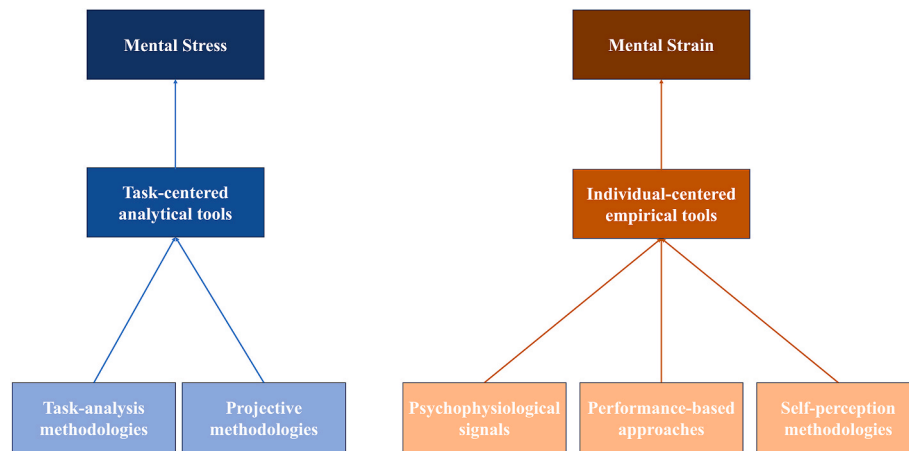 Mental Stress
Mental Strain
Task-centered
analytical tools
Individual-centered
empirical tools
Task-analysis
methodologies
Projective
methodologies
Psychophysiological
signals
Performance-based
approaches
Self-perception
methodologies